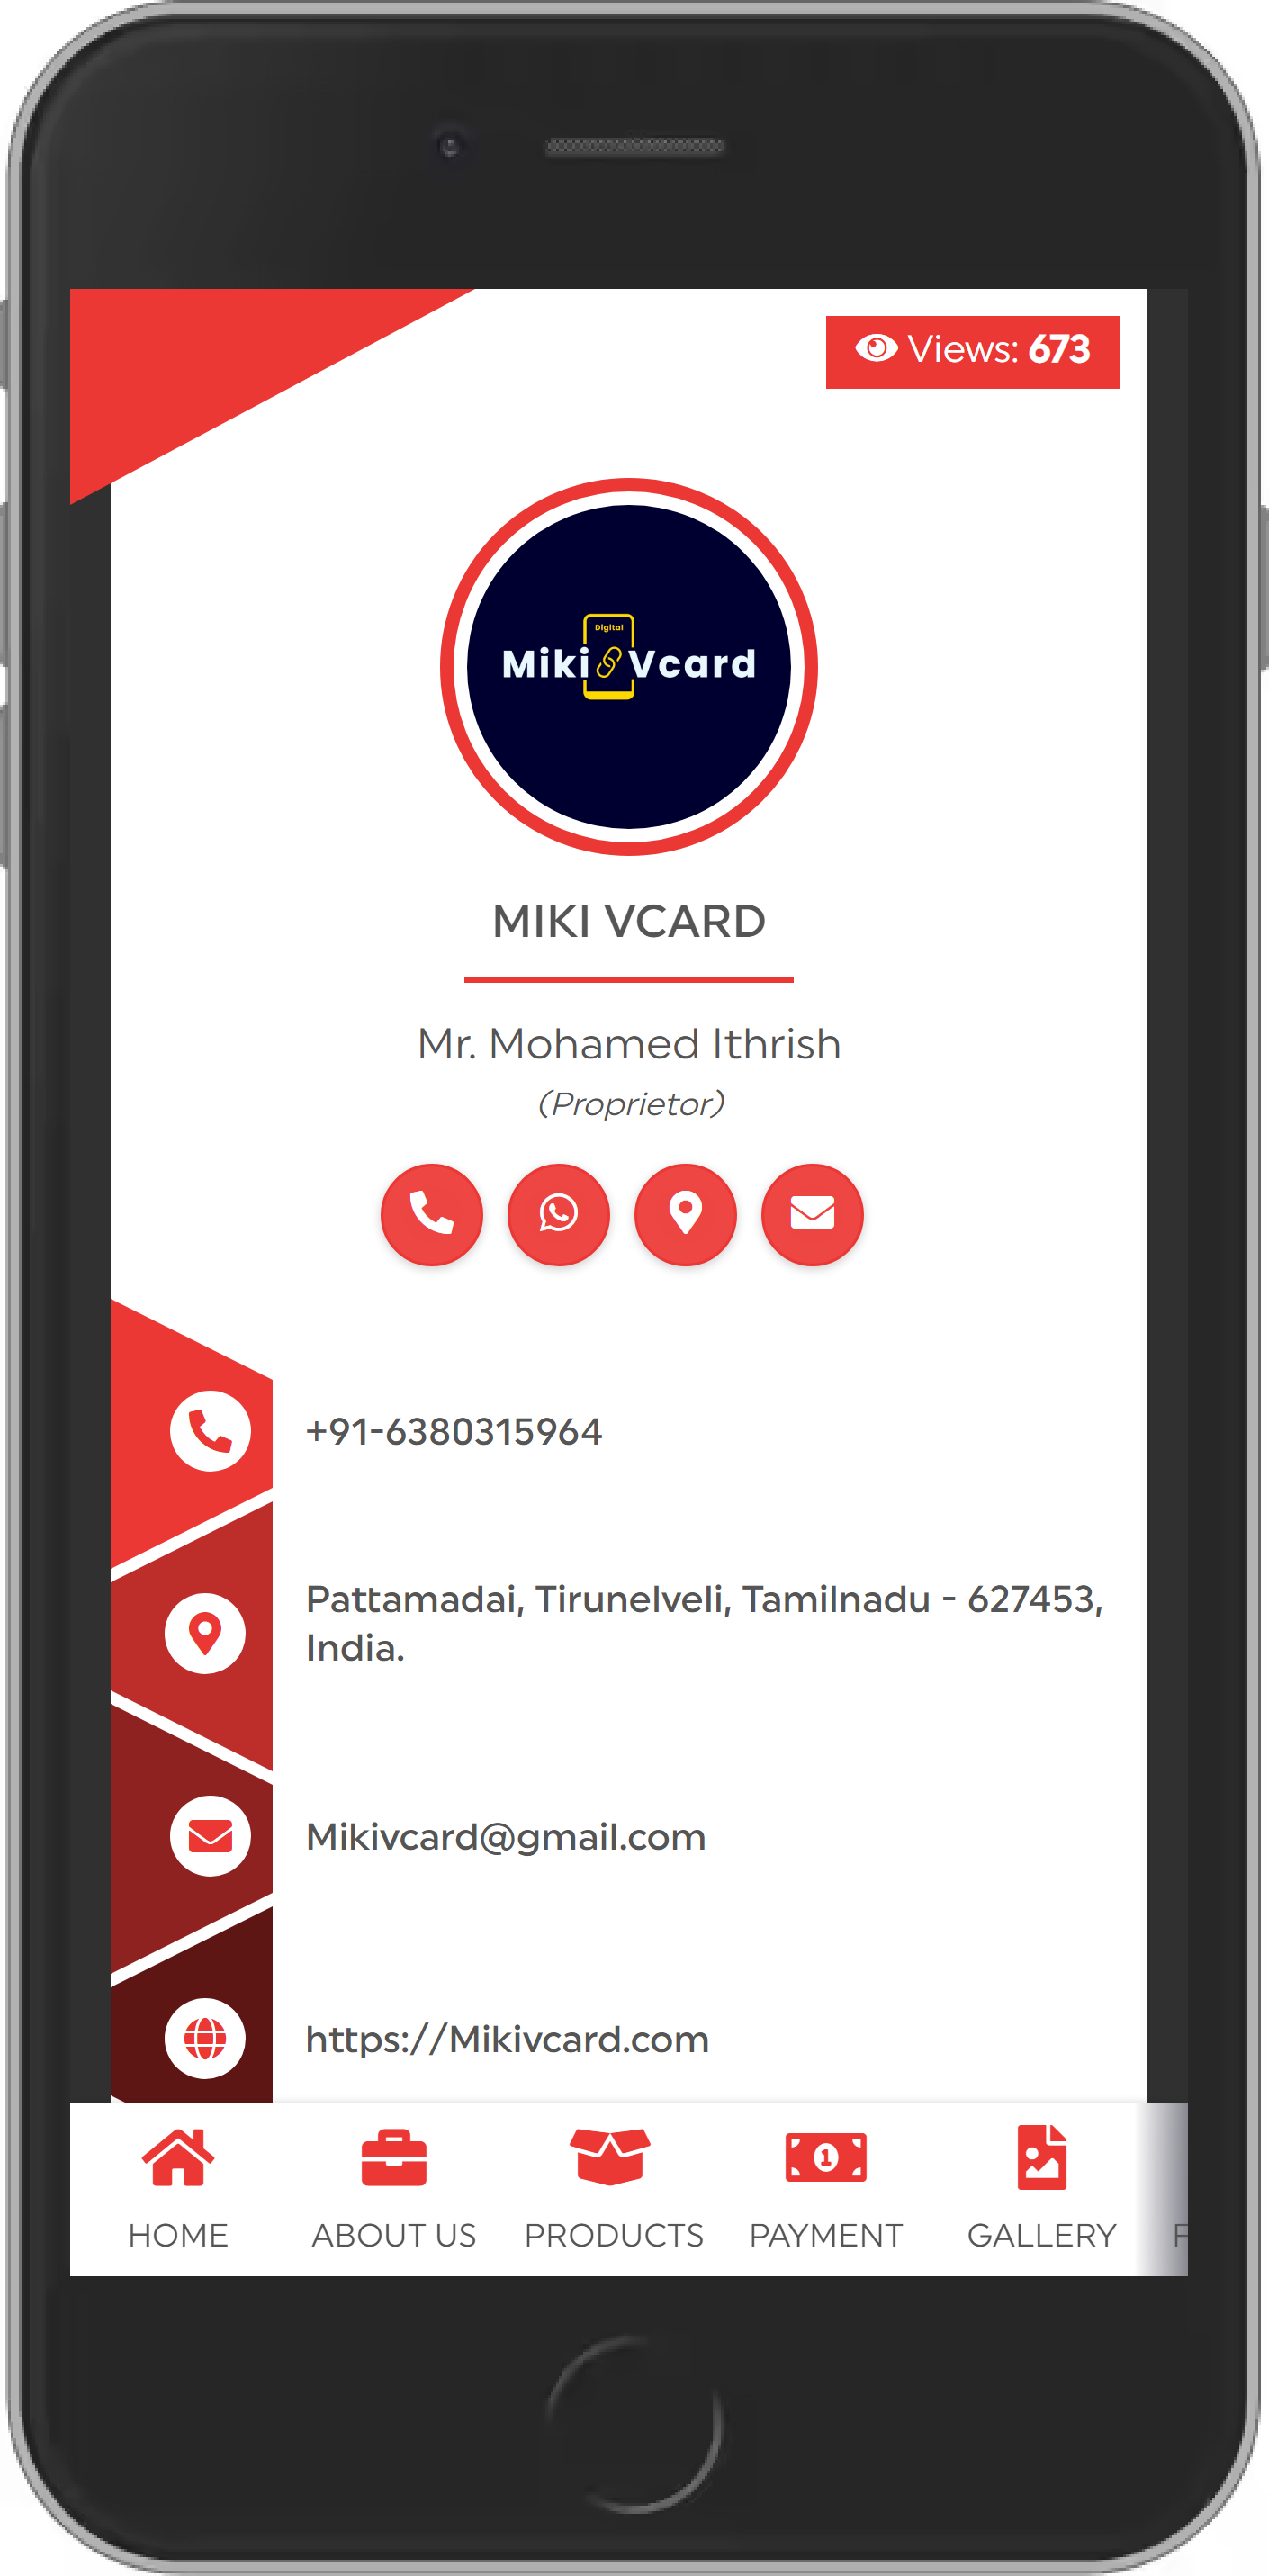 Views: 673
Digital
Miki Vcard
MIKI VCARD
Mr. Mohamed Ithrish
(Proprietor)
+91-6380315964
Pattamadai, Tirunelveli, Tamilnadu - 627453,
India.
Mikivcard@gmail.com
https://Mikivcard.com
1
HOME ABOUT US PRODUCTS PAYMENT GALLERY